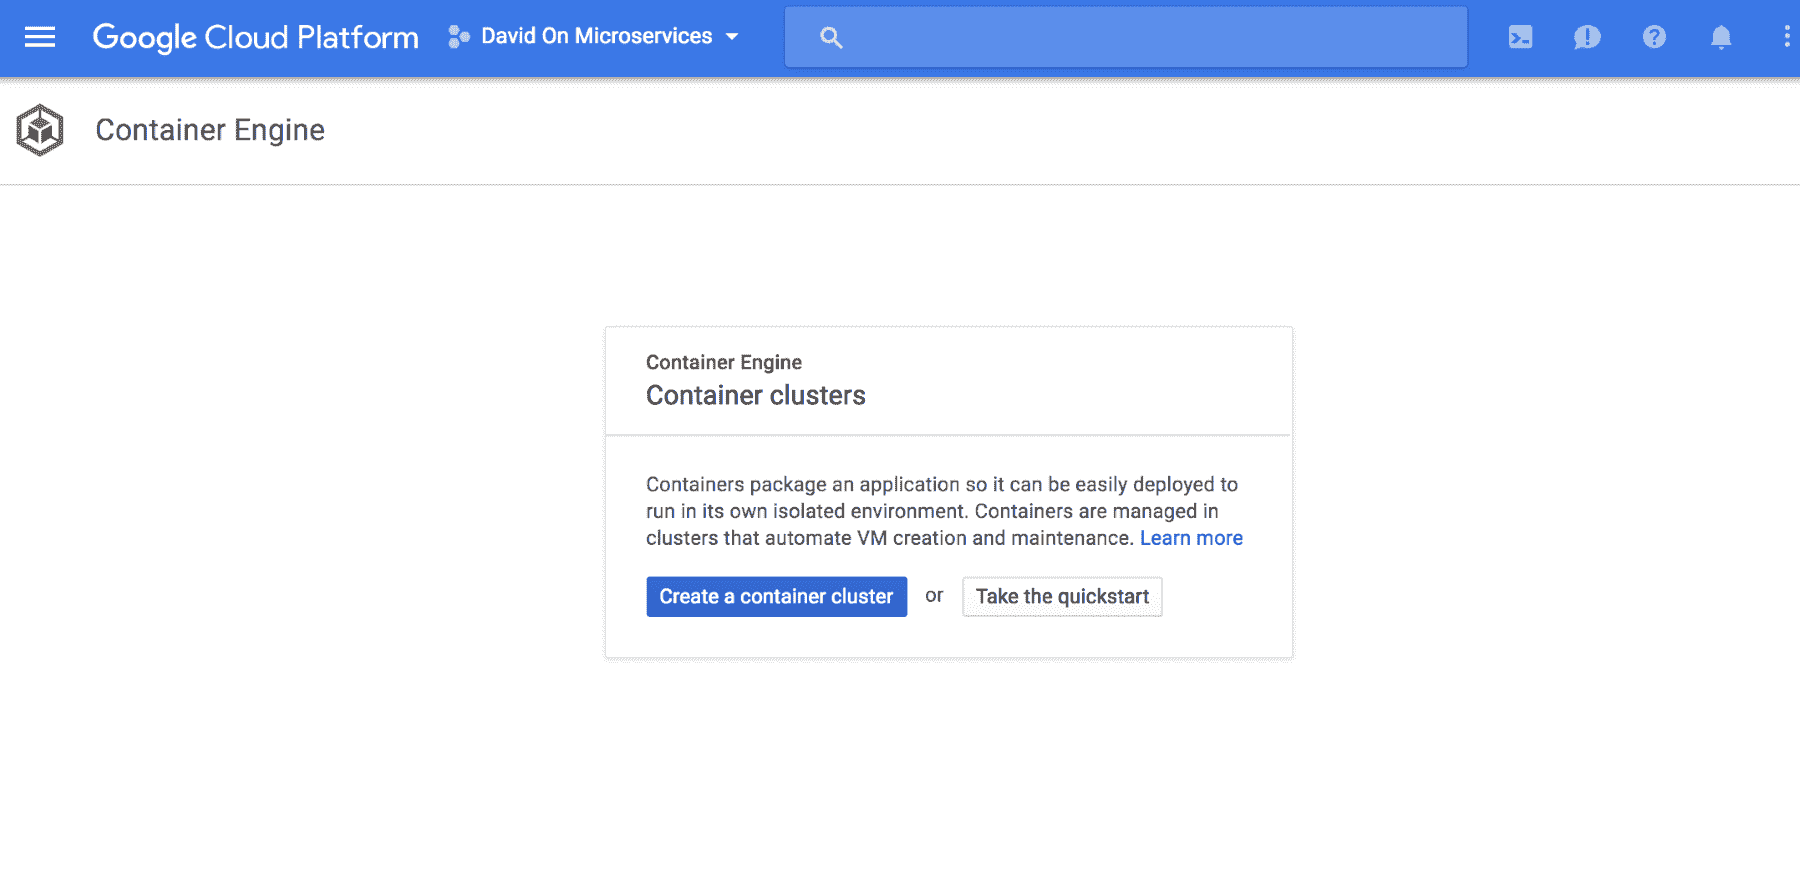 Google Cloud Platform David On Microservices
Container Engine
Container Engine
Container clusters
Containers package an application so it can be easily deployed to
run in its own isolated environment. Containers are managed in
clusters that automate VM creation and maintenance. Learn more
Create a container cluster or Take the quickstart